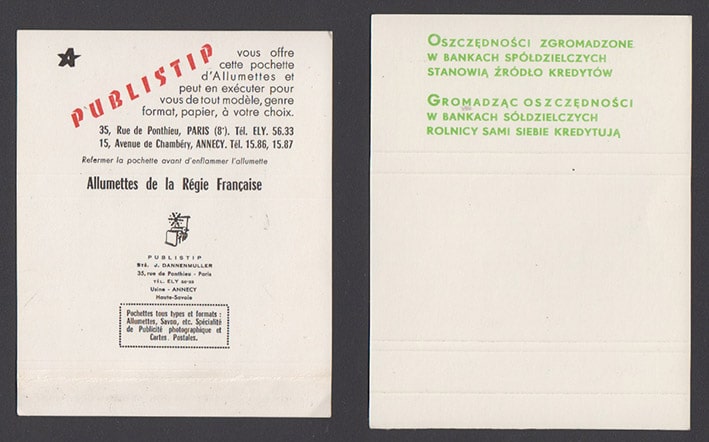 A
PUBLISTIP
vous offre
cette pochette
d'Allumettes et
peut en exécuter pour
vous de tout modèle, genre
format, papier, à votre choix.
35, Rue de Ponthieu, PARIS (8e). Tél. ELY. 56.33
15, Avenue de Chambéry, ANNECY. Tél. 15.86, 15.87
Refermer la pochette avant d'enflammer l'allumette
Allumettes de la Régie Française
PUBLISTIP
Sté. J. DANNENMULLER
35, rue de Ponthieu - Paris
TÉL. ELY
Usine - ANNECY
Haute-Savoie
Pochettes tous types et formats :
Allumettes, Savon, etc. Spécialité
de Publicité photographique et
Cartes Postales.
OSZCZĘDNOŚCI ZGROMADZONE
W BANKACH SPÓŁDZIELCZYCH
STANOWIĄ ŹRÓDŁO KREDYTÓW
GROMADZĄC OSZCZĘDNOŚCI
W BANKACH SÓŁDZIELCZYCH
ROLNICY SAMI SIEBIE KREDYTUJĄ